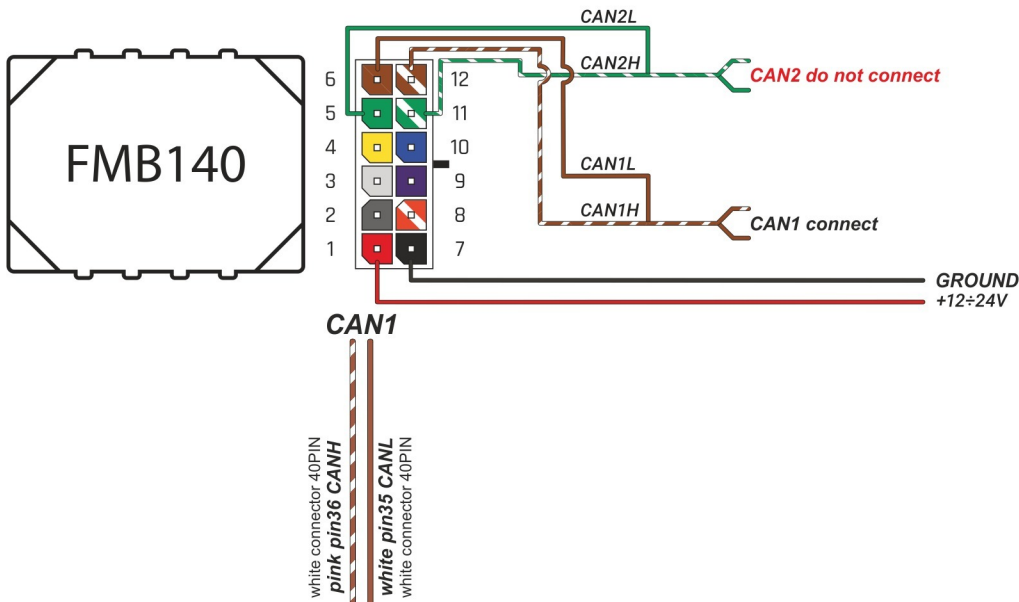 CAN2L
CAN2H
CAN2 do not connect
FMB140
6
12
5
11
4
10
3
9
2
8
1
7
CAN1L
CAN1H
CAN1 connect
GROUND
+12÷24V
CAN1
white connector 40PIN
pink pin36 CANH
white pin35 CANL
white connector 40PIN